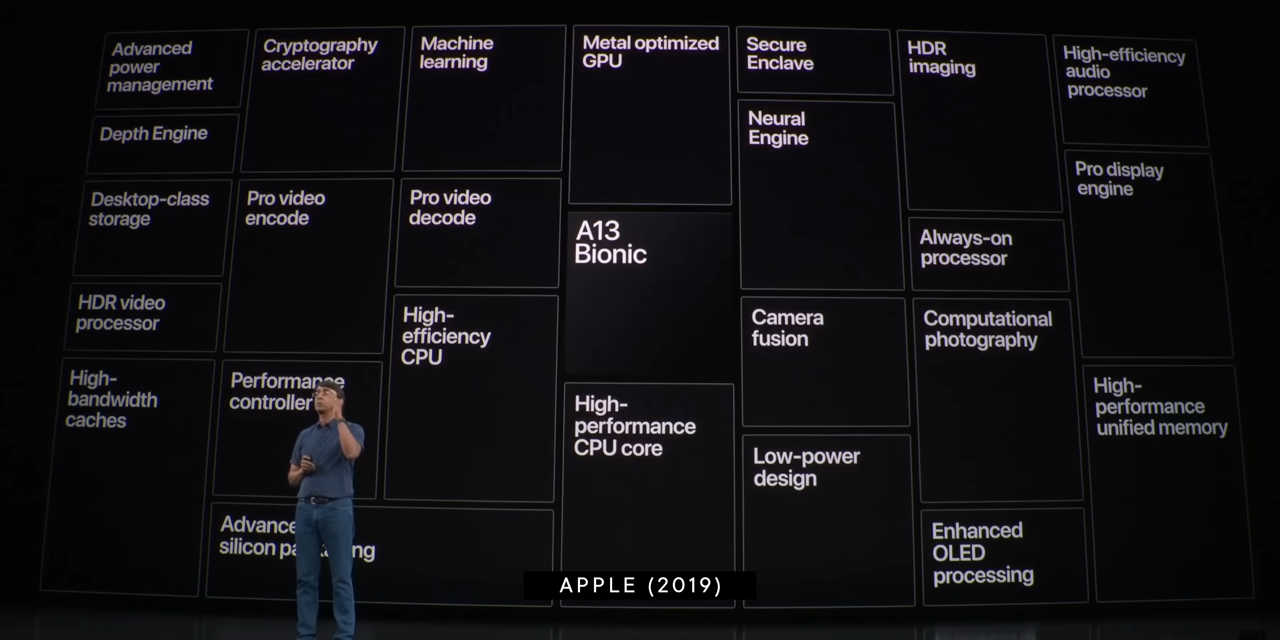 Advanced
power
management
Depth Engine
Desktop-class
storage
HDR video
processor
High-
bandwidth
caches
Cryptography
accelerator
Pro video
encode
Performance
controller
silicon
Machine
learning
Pro video
decode
High-
efficiency
CPU
Metal optimized
GPU
A13
Bionic
High-
performance
CPU core
Secure
Enclave
Neural
Engine
Camera
fusion
Low-power
design
HDR
imaging
Always-on
processor
Computational
photography
Enhanced
OLED
processing
High-efficiency
audio
processor
Pro display
engine
High-
performance
unified memory
APPLE (2019)